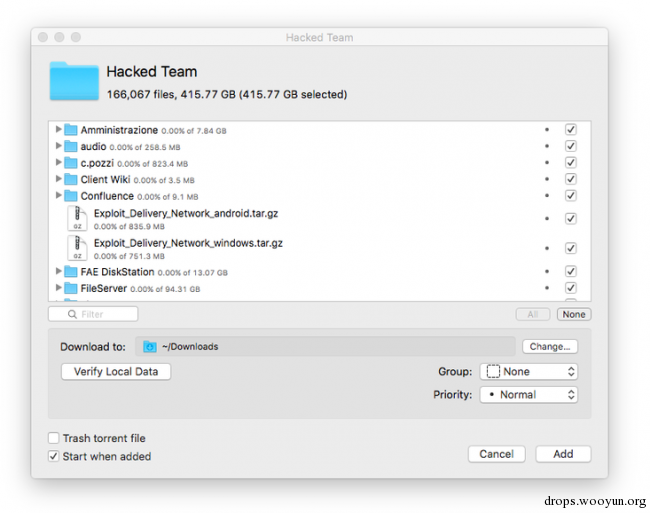 Hacked Team
Hacked Team
166,067 files, 415.77 GB (415.77 GB selected)
Amministrazione 0.00% of 7.84 GB
audio 0.00% of 258.5 MB
c.pozzi 0.00% of 823.4 MB
Client Wiki 0.00% of 3.5 MB
Confluence 0.00% of 9.1 MB
Exploit_Delivery_Network_android.tar.gz
GZ
0.00% of 835.9 MB
Exploit_Delivery_Network_windows.tar.gz
GZ
0.00% of 751.3 MB
FAE DiskStation 0.00% of 13.07 GB
FileServer 0.00% of 94.31 GB
Filter
All
None
Download to:
~/Downloads
Change...
Verify Local Data
Group:
None
Priority:
• Normal
Trash torrent file
Start when added
Cancel
Add
drops.wooyun.org